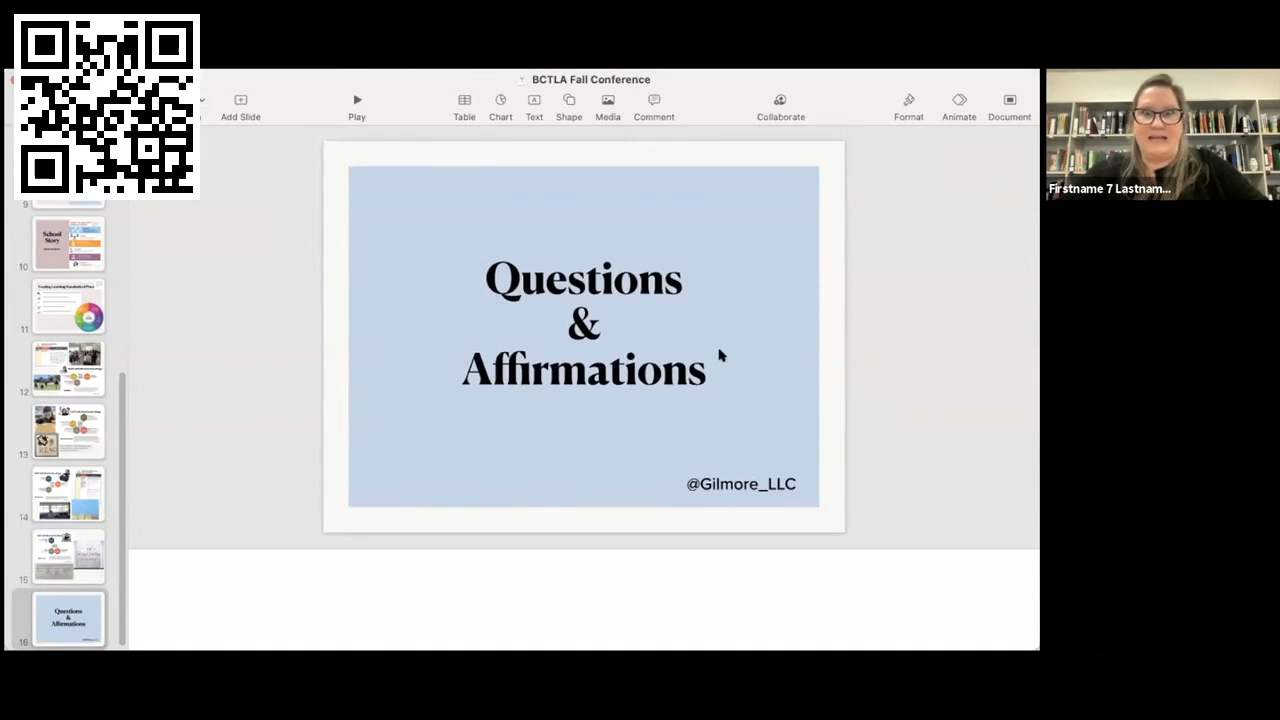 BCTLA Fall Conference
Add Slide
Play
Table
Chart
Text
Shape
Media
Comment
Collaborate
Format
Animate
Document
Firstname 7 Lastnam...
9
School
Story
10
11
12
13
14
15
Questions
&
Affirmations
16
Questions
&
Affirmations
@Gilmore_LLC